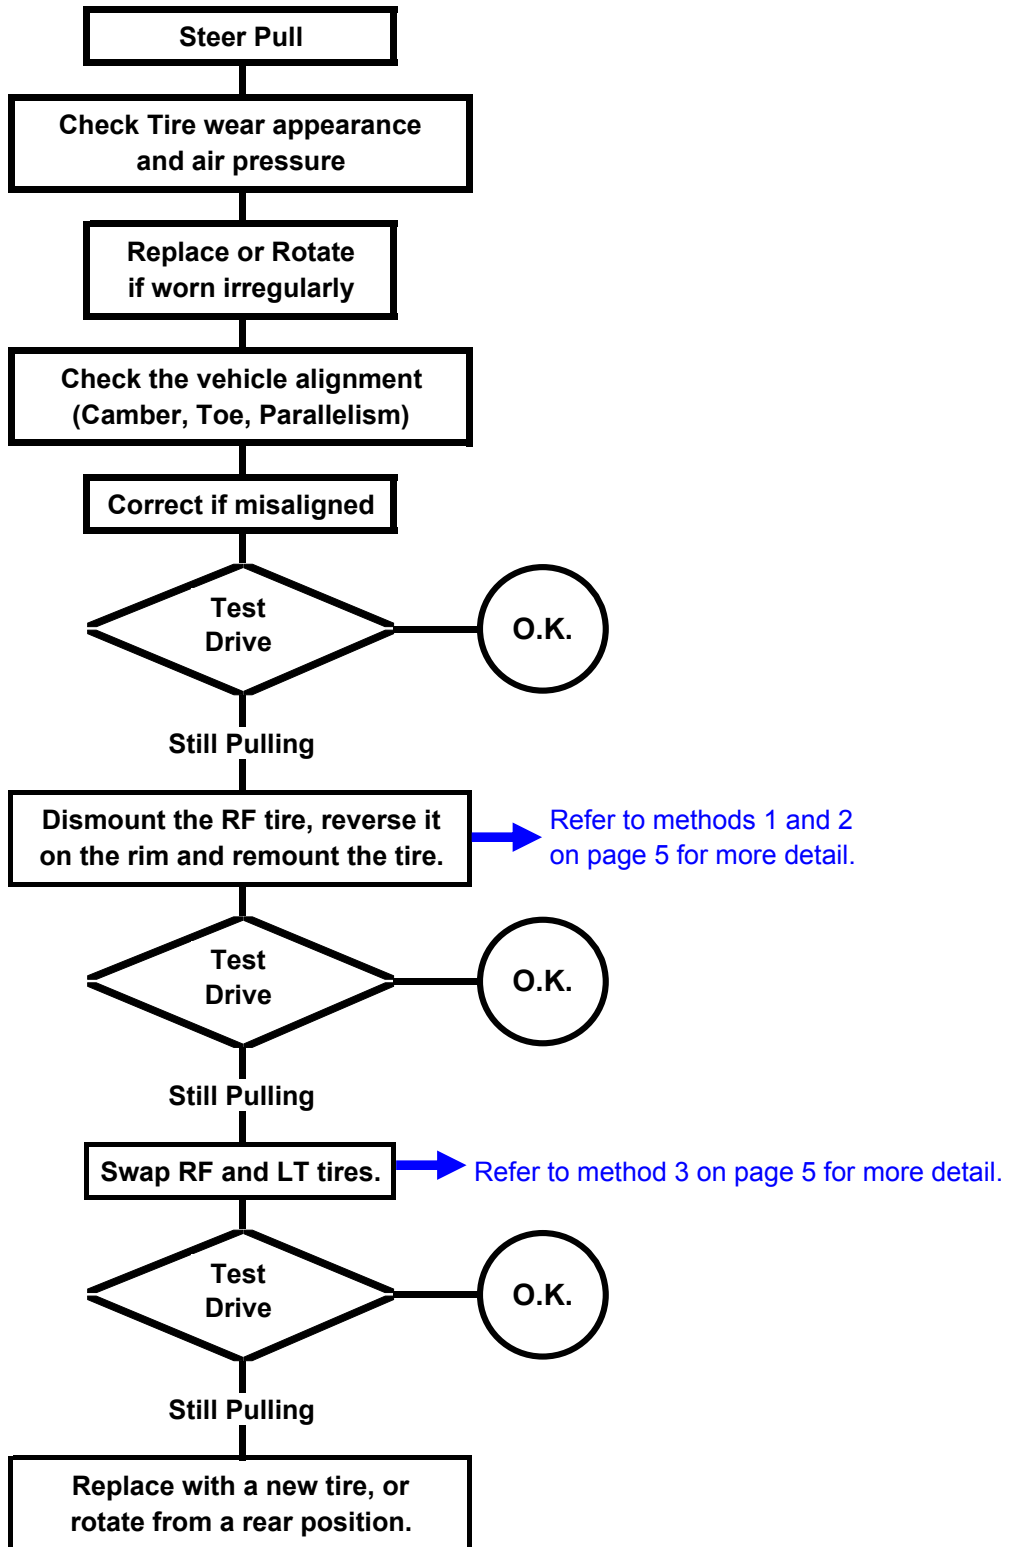 Steer Pull
Check Tire wear appearance
and air pressure
Replace or Rotate
if worn irregularly
Check the vehicle alignment
(Camber, Toe, Parallelism)
Correct if misaligned
Test
Drive
O.K.
Still Pulling
Dismount the RF tire, reverse it
on the rim and remount the tire.
Refer to methods 1 and 2
on page 5 for more detail.
Test
Drive
O.K.
Still Pulling
Swap RF and LT tires.
Refer to method 3 on page 5 for more detail.
Test
Drive
O.K.
Still Pulling
Replace with a new tire, or
rotate from a rear position.